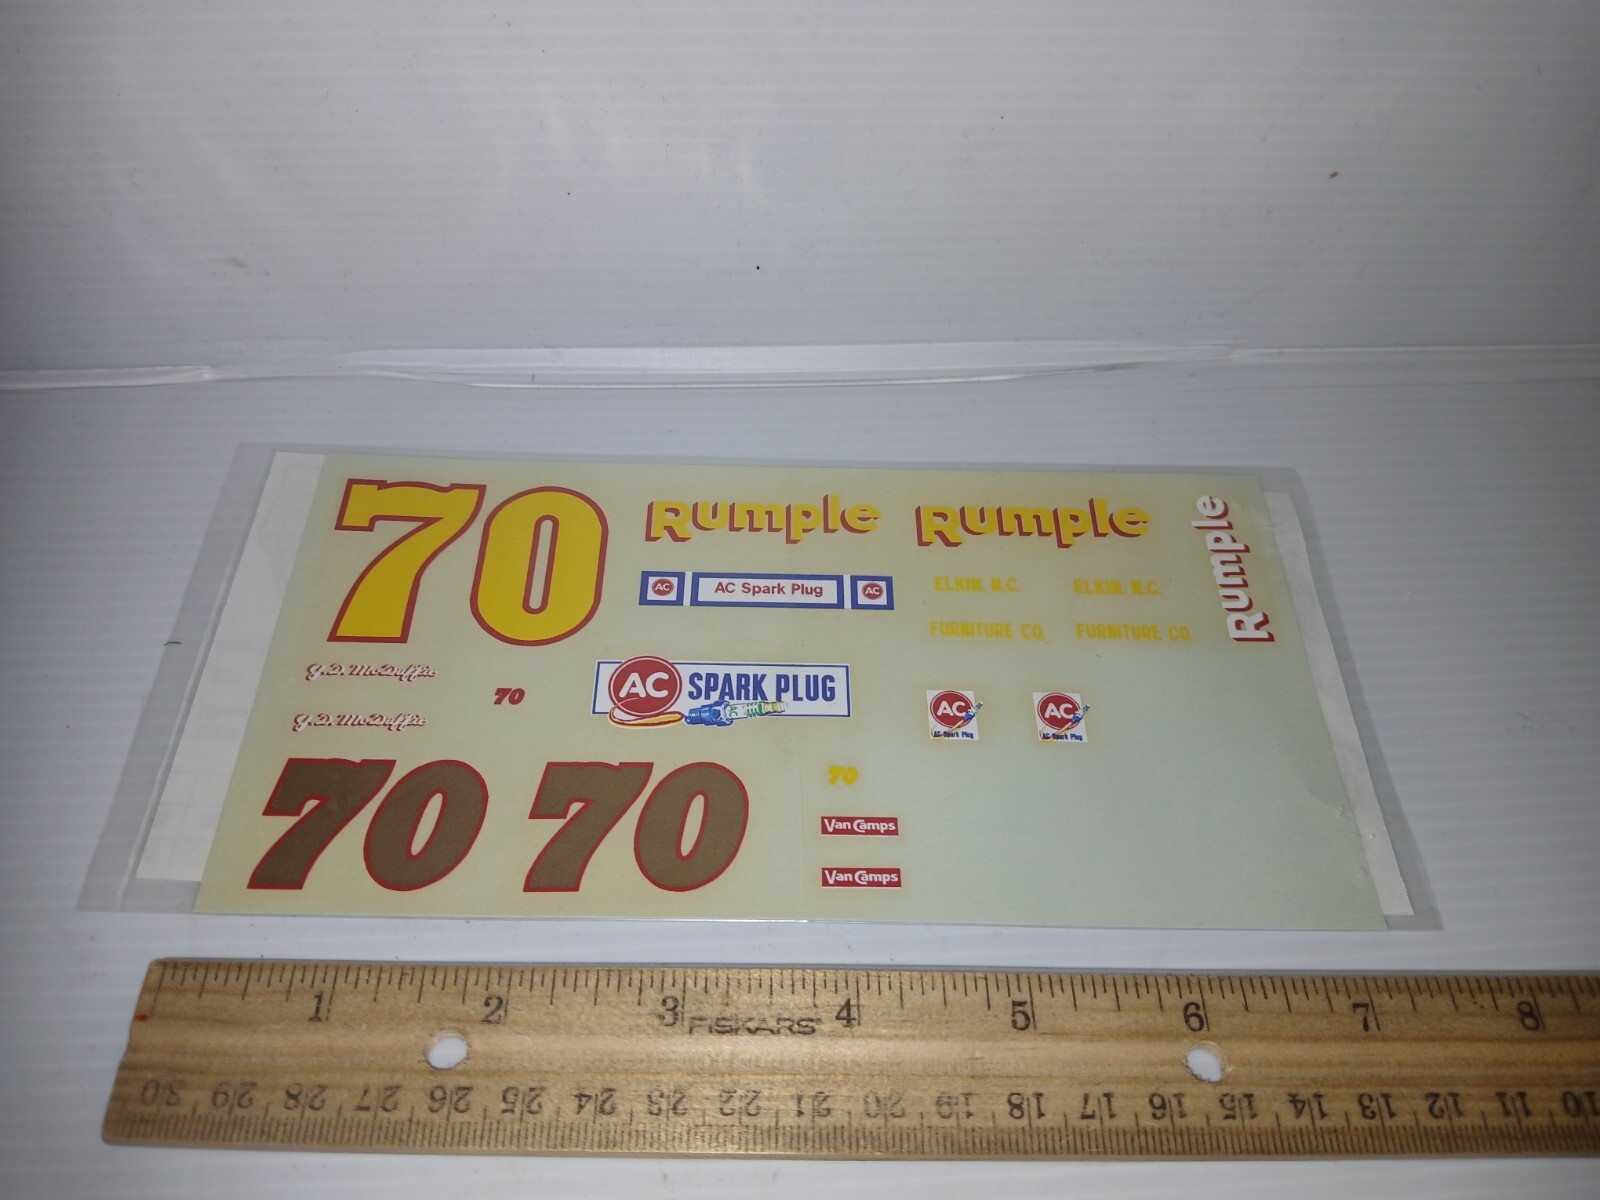 70
Rumple
Rumple
Rumple
AC
AC Spark Plug
AC
ELKIN. N.C.
ELKIN. N.C.
FURNITURE CO.
FURNITURE CO.
J.D. McDuffie
70
AC SPARK PLUG
AC
AC
AC
AC Spark Plug
AC Spark Plug
J.D. McDuffie
70
70
70
Van Camps
Van Camps
1 2 3 4 5 6 7 8
FISKARS
30 29 28 27 26 25 24 23 22 21 20 19 18 17 16 15 14 13 12 11 10